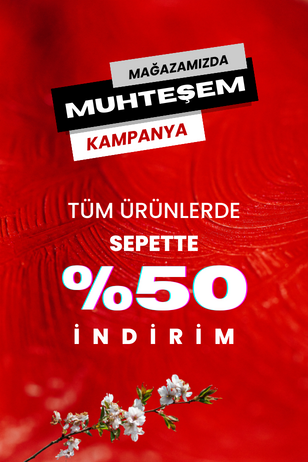 MAĞAZAMIZDA
MUHTEŞEM
KAMPANYA
TÜM ÜRÜNLERDE
SEPETTE
%50
İNDİRİM